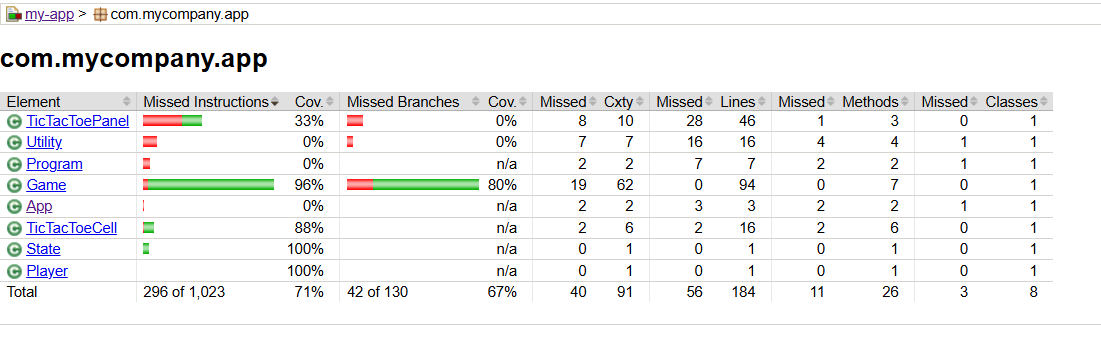 my-app > com.mycompany.app
com.mycompany.app
Element Missed Instructions Cov. Missed Branches Cov. Missed Cxty Missed Lines Missed Methods Missed Classes
TicTacToePanel 33% 0% 8 10 28 46 1 3 0 1
Utility 0% 0% 7 7 16 16 4 4 1 1
Program 0% n/a 2 2 7 7 2 2 1 1
Game 96% 80% 19 62 0 94 0 7 0 1
App 0% n/a 2 2 3 3 2 2 1 1
TicTacToeCell 88% n/a 2 6 2 16 2 6 0 1
State 100% n/a 0 1 0 1 0 1 0 1
Player 100% n/a 0 1 0 1 0 1 0 1
Total 296 of 1,023 71% 42 of 130 67% 40 91 56 184 11 26 3 8